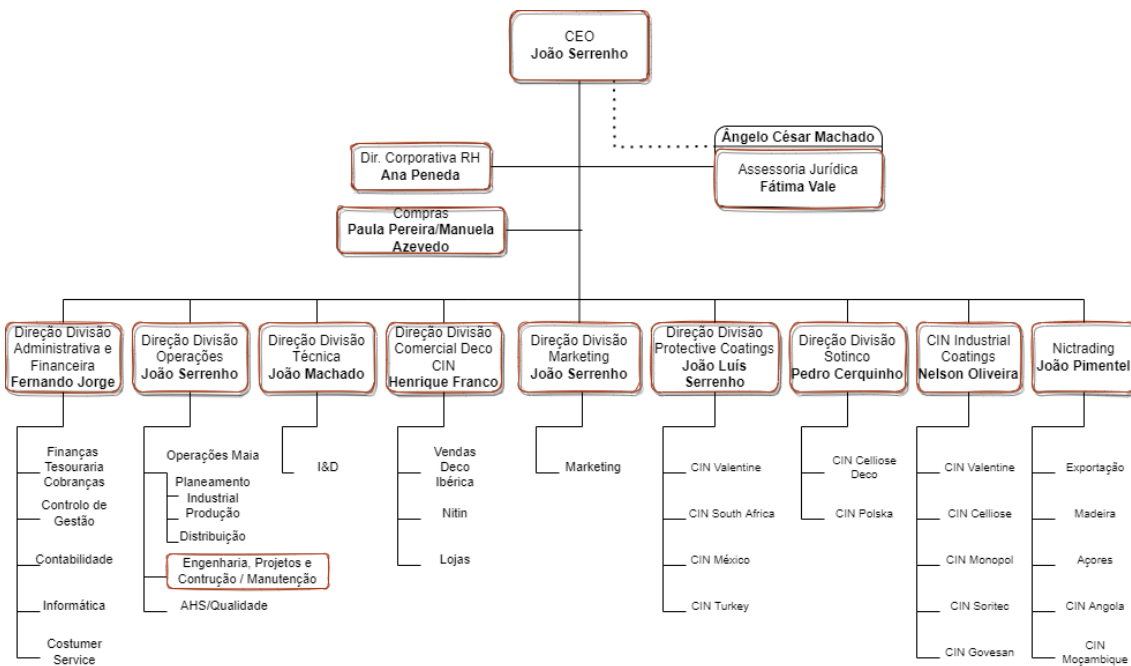 CEO
João Serrenho
Ângelo César Machado
Dir. Corporativa RH
Ana Peneda
Assessoria Jurídica
Fátima Vale
Compras
Paula Pereira/Manuela
Azevedo
Direção Divisão
Administrativa e
Financeira
Fernando Jorge
Direção Divisão
Operações
João Serrenho
Direção Divisão
Técnica
João Machado
Direção Divisão
Comercial Deco
CIN
Henrique Franco
Direção Divisão
Marketing
João Serrenho
Direção Divisão
Protective Coatings
João Luís
Serrenho
Direção Divisão
Sotinco
Pedro Cerquinho
CIN Industrial
Coatings
Nelson Oliveira
Nictrading
João Pimentel
Finanças
Tesouraria
Cobranças
Controlo de
Gestão
Contabilidade
Informática
Costumer
Service
Operações Maia
Planeamento
Industrial
Produção
Distribuição
Engenharia, Projetos e
Contrução / Manutenção
AHS/Qualidade
I&D
Vendas
Deco
Ibérica
Nitin
Lojas
Marketing
CIN Valentine
CIN South Africa
CIN México
CIN Turkey
CIN Celliose
Deco
CIN Polska
CIN Valentine
CIN Celliose
CIN Monopol
CIN Soritec
CIN Govesan
Exportação
Madeira
Açores
CIN Angola
CIN
Moçambique